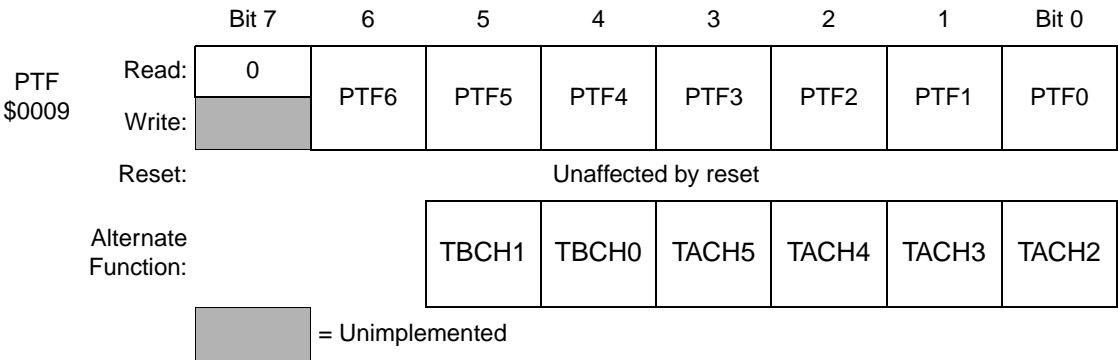 Bit 7 6 5 4 3 2 1 Bit 0
PTF
$0009
Read: 0
PTF6 PTF5 PTF4 PTF3 PTF2 PTF1 PTF0
Write:
Reset: Unaffected by reset
Alternate
Function:
TBCH1 TBCH0 TACH5 TACH4 TACH3 TACH2
= Unimplemented